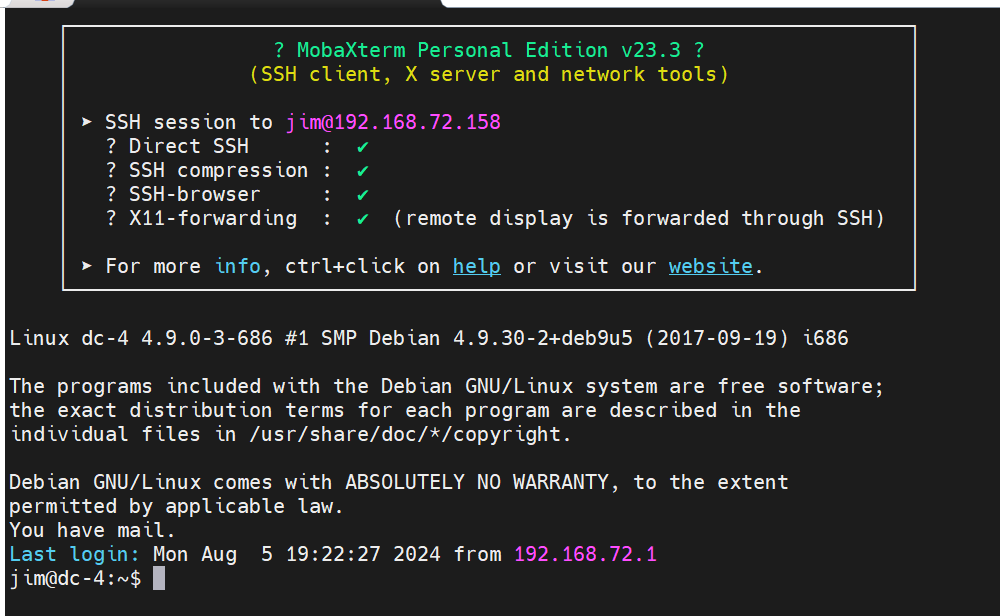 ? MobaXterm Personal Edition v23.3 ?
(SSH client, X server and network tools)
➤ SSH session to jim@192.168.72.158
? Direct SSH : ✔
? SSH compression : ✔
? SSH-browser : ✔
? X11-forwarding : ✔ (remote display is forwarded through SSH)
➤ For more info, ctrl+click on help or visit our website.
Linux dc-4 4.9.0-3-686 #1 SMP Debian 4.9.30-2+deb9u5 (2017-09-19) i686
The programs included with the Debian GNU/Linux system are free software;
the exact distribution terms for each program are described in the
individual files in /usr/share/doc/*/copyright.
Debian GNU/Linux comes with ABSOLUTELY NO WARRANTY, to the extent
permitted by applicable law.
You have mail.
Last login: Mon Aug  5 19:22:27 2024 from 192.168.72.1
jim@dc-4:~$